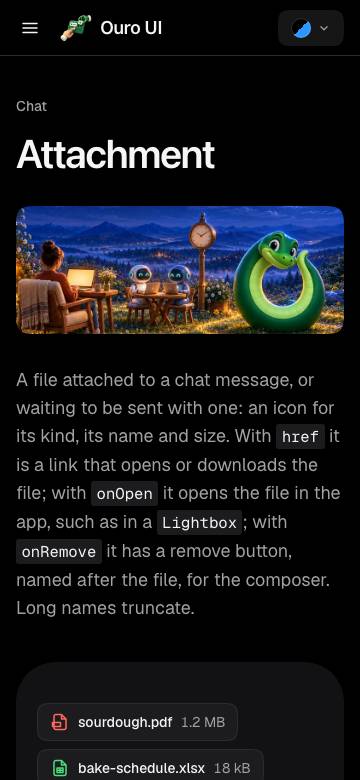 Ouro UI
Chat
Attachment
A file attached to a chat message, or
waiting to be sent with one: an icon for
its kind, its name and size. With href it
is a link that opens or downloads the
file; with onOpen it opens the file in the
app, such as in a Lightbox; with
onRemove it has a remove button,
named after the file, for the composer.
Long names truncate.
sourdough.pdf 1.2 MB
bake-schedule.xlsx 18 kB